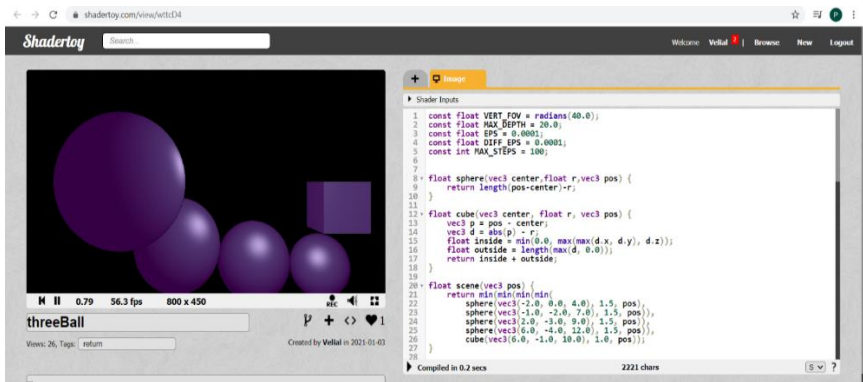 shadertoy.com/view/wttcD4
P
Shadertoy
Search...
Welcome Velial 2 | Browse New Logout
+ Image
Shader Inputs
1 const float VERT_FOV = radians(40.0);
2 const float MAX_DEPTH = 20.0;
3 const float EPS = 0.0001;
4 const float DIFF_EPS = 0.0001;
5 const int MAX_STEPS = 100;
6
7
8 float sphere(vec3 center,float r,vec3 pos) {
9 return length(pos-center)-r;
10 }
11
12 float cube(vec3 center, float r, vec3 pos) {
13 vec3 p = pos - center;
14 vec3 d = abs(p) - r;
15 float inside = min(0.0, max(max(d.x, d.y), d.z));
16 float outside = length(max(d, 0.0));
17 return inside + outside;
18 }
19
20 float scene(vec3 pos) {
21 return min(min(min(min(
22 sphere(vec3(-2.0, 0.0, 4.0), 1.5, pos),
23 sphere(vec3(-1.0, -2.0, 7.0), 1.5, pos)),
24 sphere(vec3(2.0, -3.0, 9.0), 1.5, pos)),
25 sphere(vec3(6.0, -4.0, 12.0), 1.5, pos)),
26 cube(vec3(6.0, -1.0, 10.0), 1.0, pos));
27 }
28
Compiled in 0.2 secs 2221 chars S ?
0.79 56.3 fps 800 x 450 REC
threeBall
1
Views: 26, Tags: return
Created by Velial in 2021-01-03